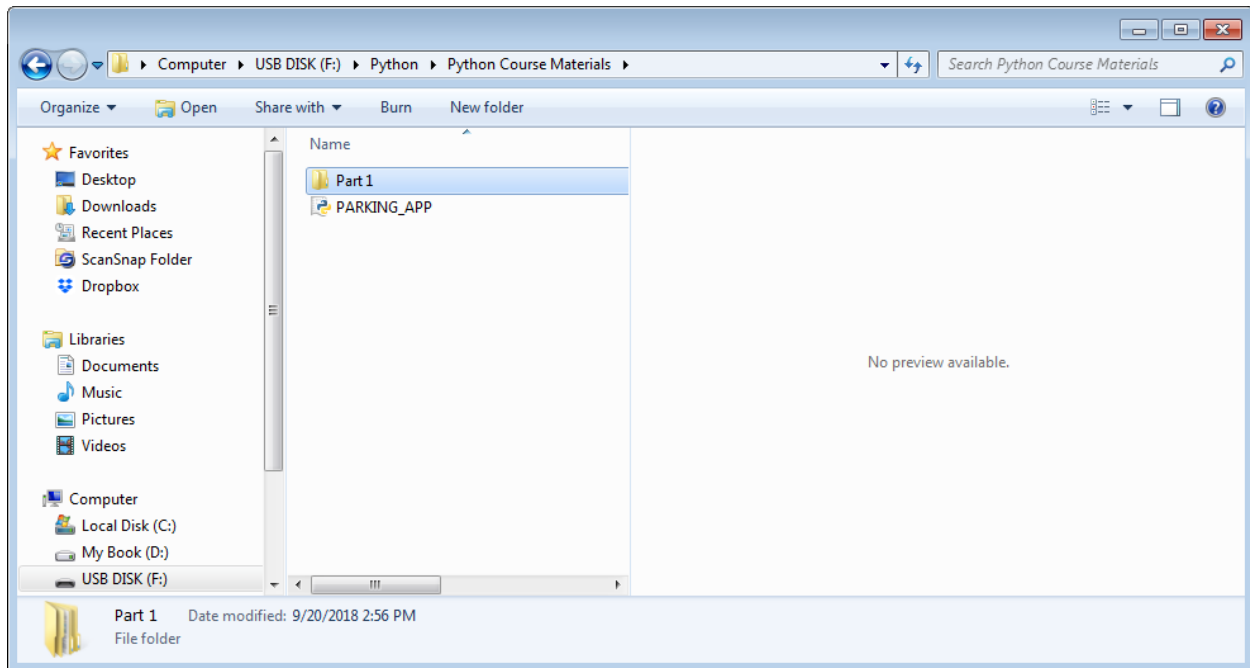 Computer USB DISK (F:) Python Python Course Materials Search Python Course Materials
Organize Open Share with Burn New folder
Favorites
Desktop
Downloads
Recent Places
ScanSnap Folder
Dropbox
Libraries
Documents
Music
Pictures
Videos
Computer
Local Disk (C:)
My Book (D:)
USB DISK (F:)
Name
Part 1
PARKING_APP
No preview available.
Part 1 Date modified: 9/20/2018 2:56 PM
File folder